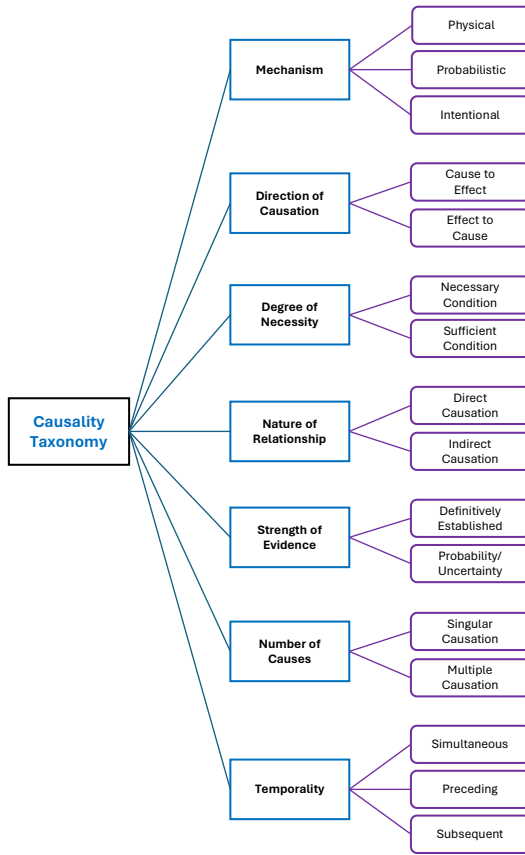 Physical
Mechanism
Probabilistic
Intentional
Direction of
Causation
Cause to
Effect
Effect to
Cause
Degree of
Necessity
Necessary
Condition
Sufficient
Condition
Causality
Taxonomy
Nature of
Relationship
Direct
Causation
Indirect
Causation
Strength of
Evidence
Definitively
Established
Probability/
Uncertainty
Number of
Causes
Singular
Causation
Multiple
Causation
Temporality
Simultaneous
Preceding
Subsequent